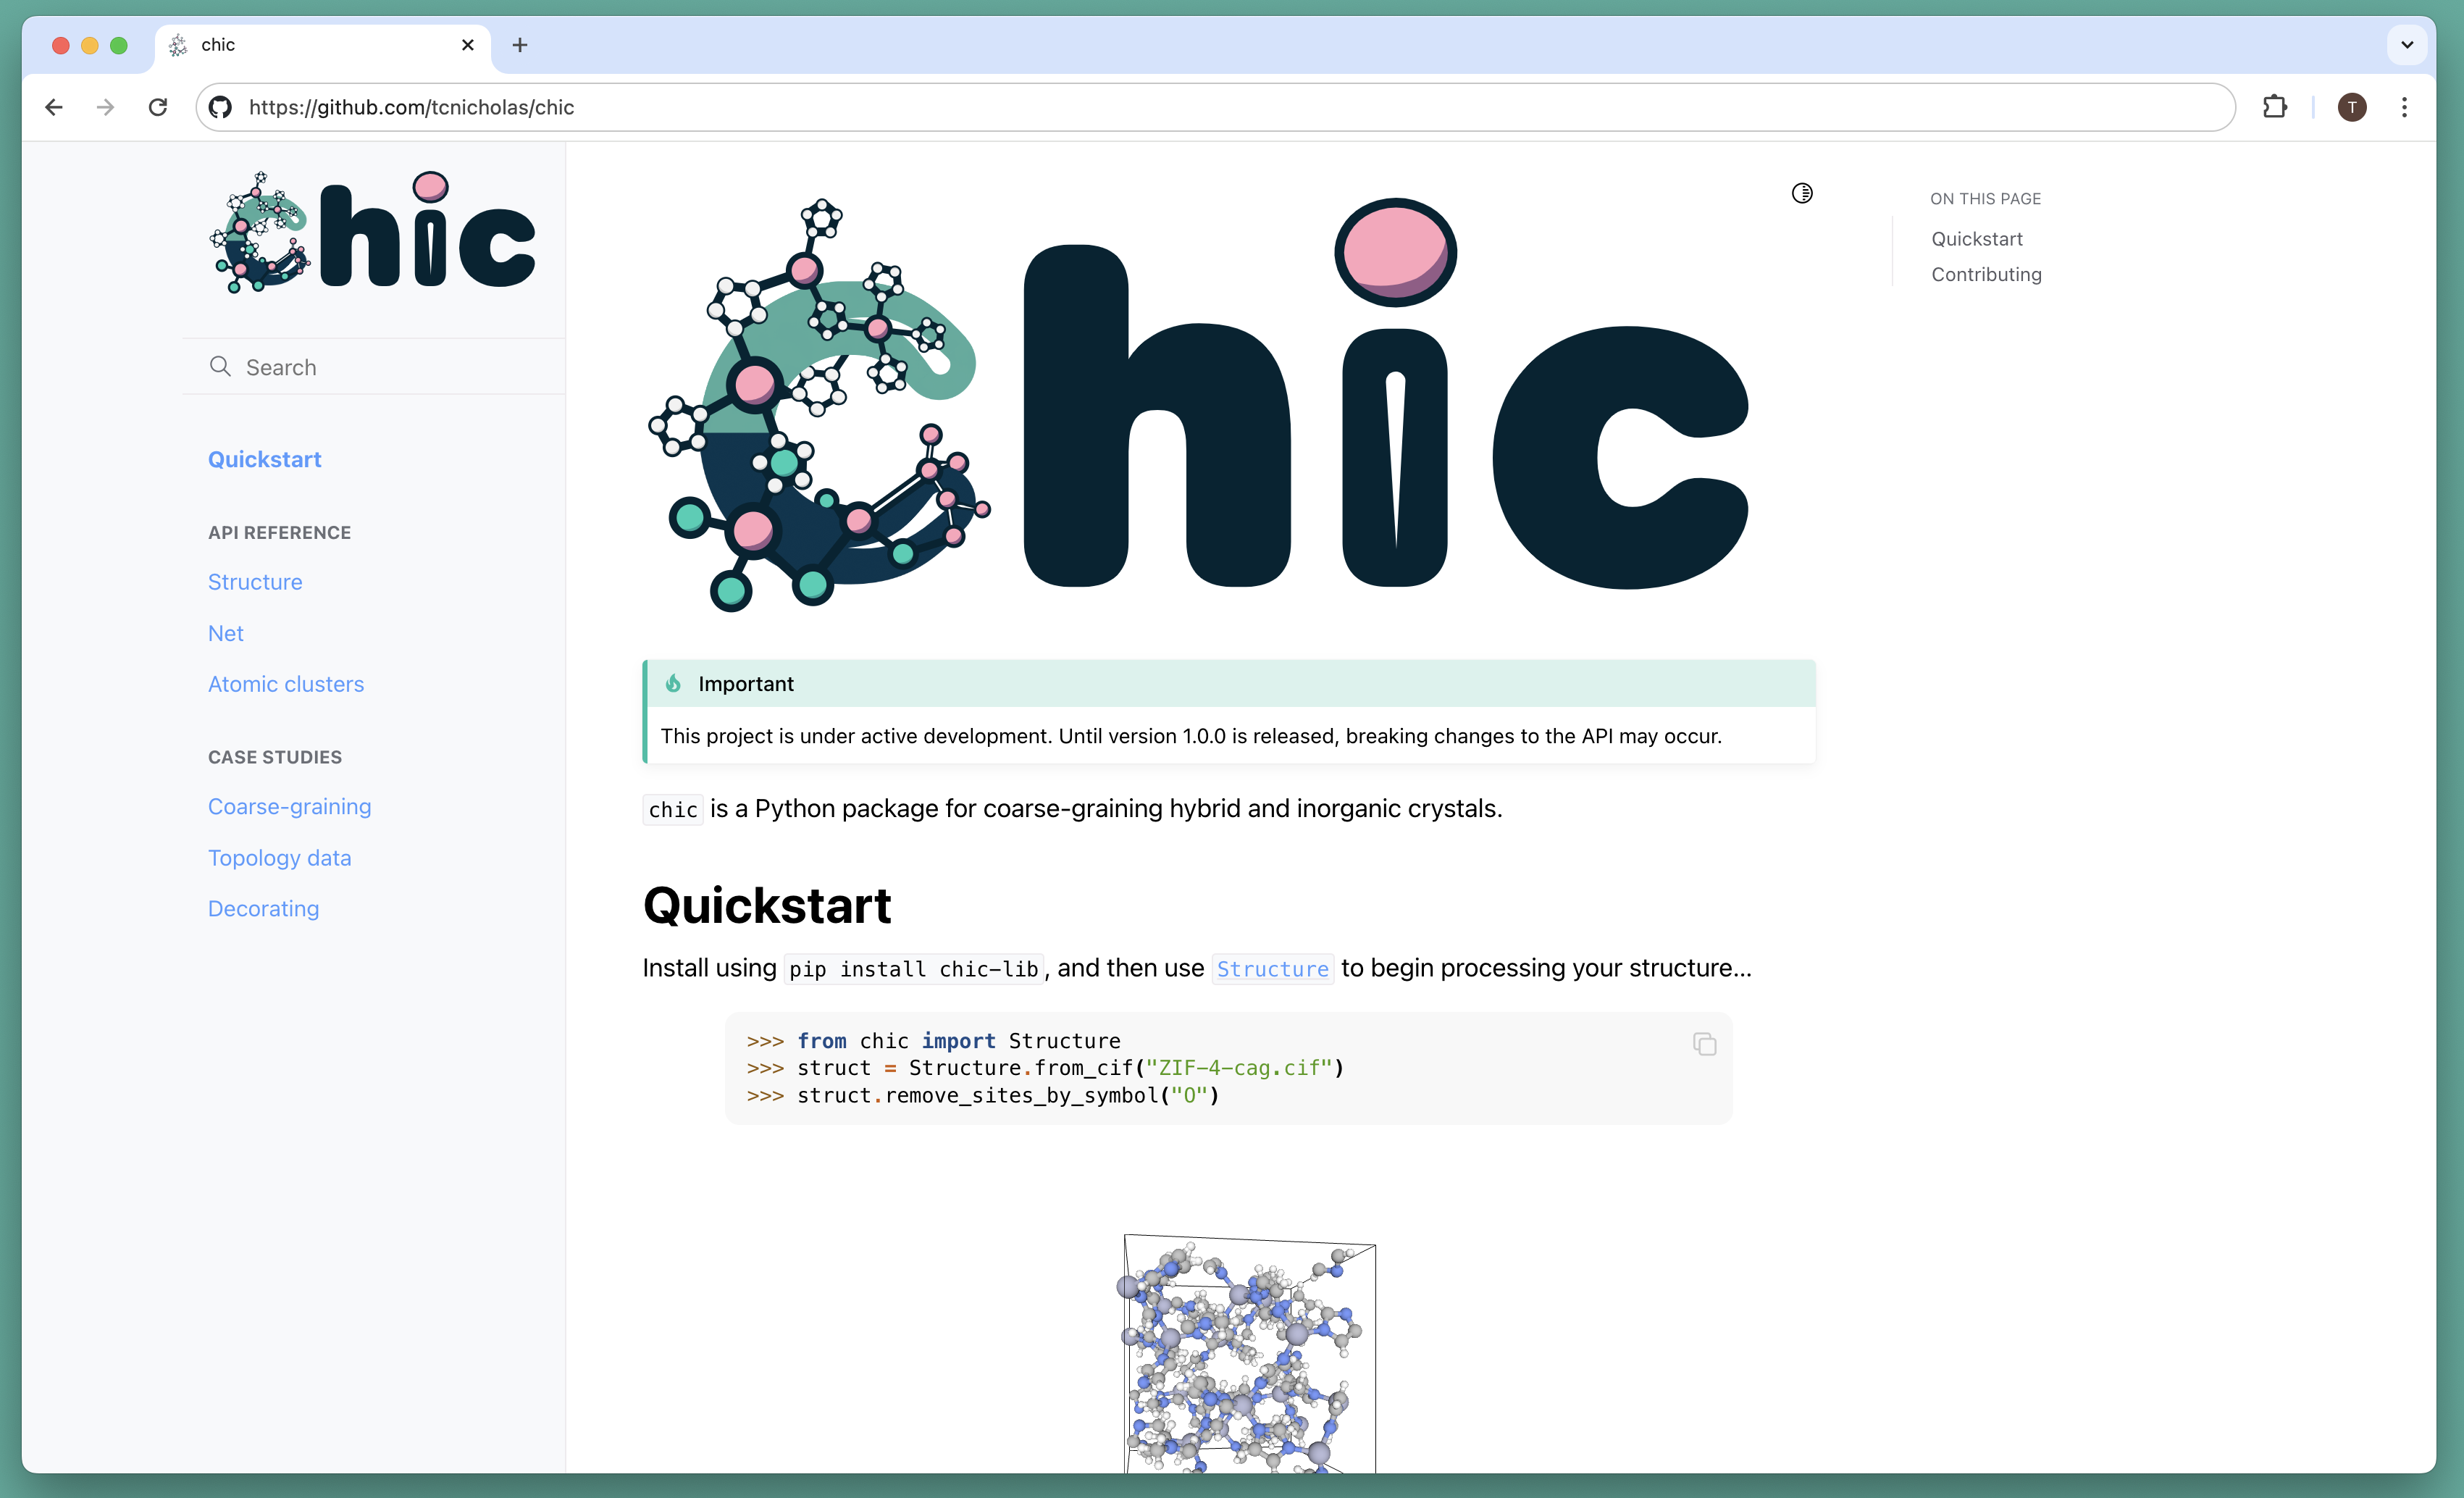 chic
https://github.com/tcnicholas/chic
T
chic
Search
Quickstart
API REFERENCE
Structure
Net
Atomic clusters
CASE STUDIES
Coarse-graining
Topology data
Decorating
chic
Important
This project is under active development. Until version 1.0.0 is released, breaking changes to the API may occur.
chic is a Python package for coarse-graining hybrid and inorganic crystals.
Quickstart
Install using pip install chic-lib, and then use Structure to begin processing your structure...
>>> from chic import Structure
>>> struct = Structure.from_cif("ZIF-4-cag.cif")
>>> struct.remove_sites_by_symbol("O")
ON THIS PAGE
Quickstart
Contributing